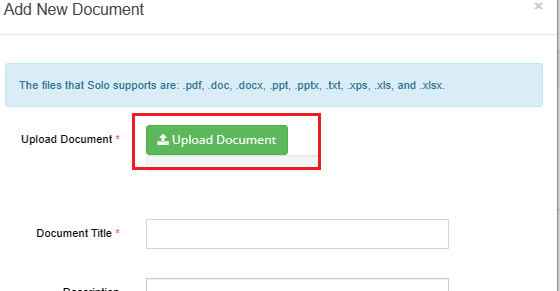 Add New Document ×
The files that Solo supports are: .pdf, .doc, .docx, .ppt, .pptx, .txt, .xps, .xls, and .xlsx.
Upload Document * Upload Document
Document Title *
Description